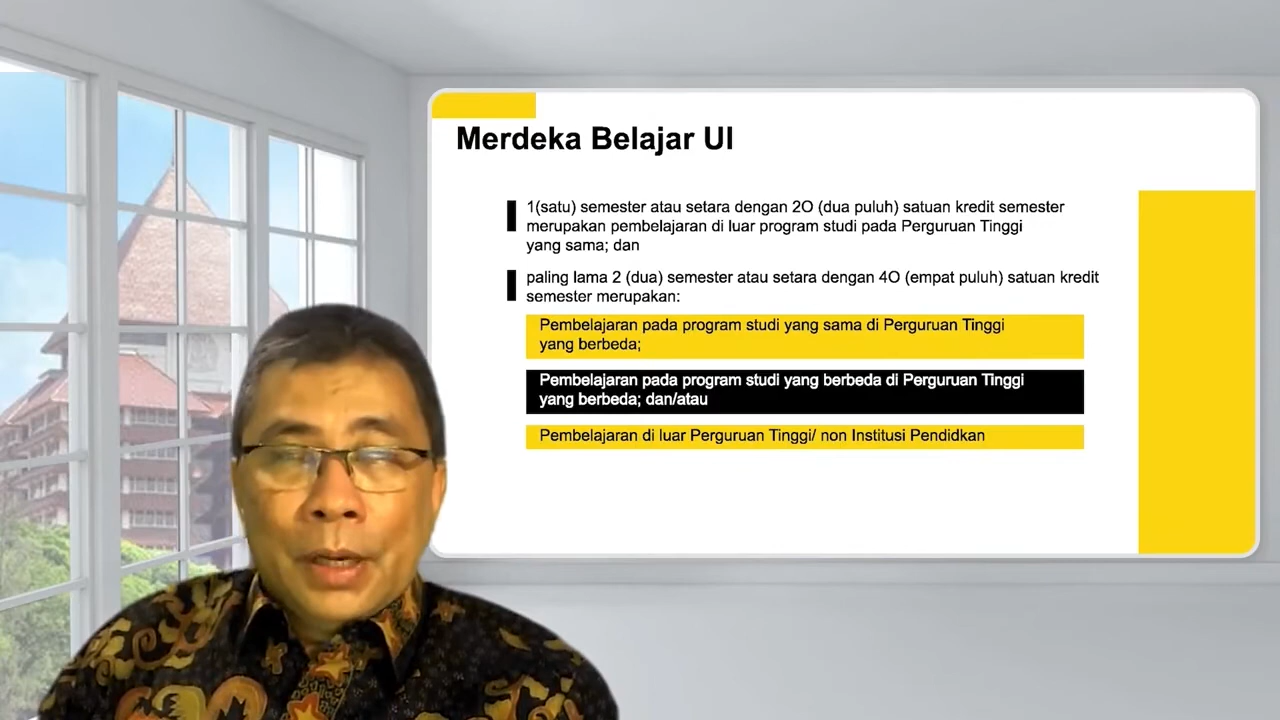 Merdeka Belajar UI
1(satu) semester atau setara dengan 2O (dua puluh) satuan kredit semester
merupakan pembelajaran di luar program studi pada Perguruan Tinggi
yang sama; dan
paling lama 2 (dua) semester atau setara dengan 4O (empat puluh) satuan kredit
semester merupakan:
Pembelajaran pada program studi yang sama di Perguruan Tinggi
yang berbeda;
Pembelajaran pada program studi yang berbeda di Perguruan Tinggi
yang berbeda; dan/atau
Pembelajaran di luar Perguruan Tinggi/ non Institusi Pendidkan